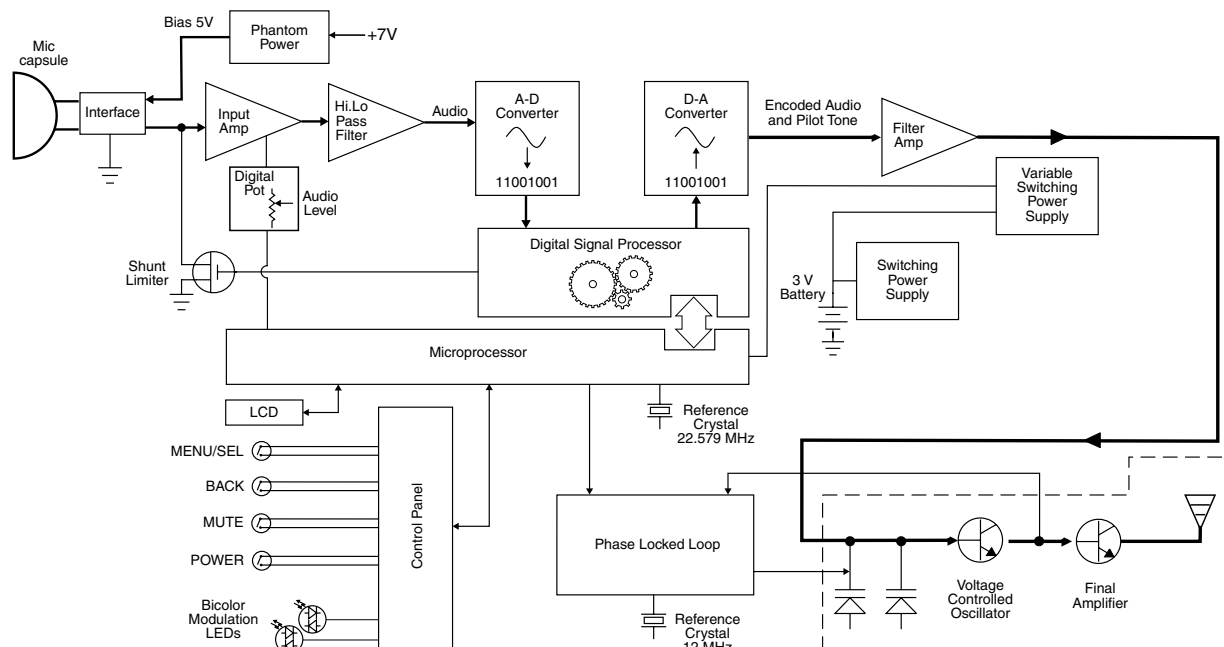 Bias 5V
Phantom
Power
+7V
Mic
capsule
Interface
Input
Amp
Hi.Lo
Pass
Filter
Audio
A-D
Converter
11001001
D-A
Converter
11001001
Encoded Audio
and Pilot Tone
Filter
Amp
Digital
Pot
Audio
Level
Variable
Switching
Power
Supply
Shunt
Limiter
Digital Signal Processor
3 V
Battery
Switching
Power
Supply
Microprocessor
LCD
Reference
Crystal
22.579 MHz
MENU/SEL
BACK
MUTE
POWER
Control Panel
Bicolor
Modulation
LEDs
Phase Locked Loop
Reference
Crystal
12 MHz
Voltage
Controlled
Oscillator
Final
Amplifier